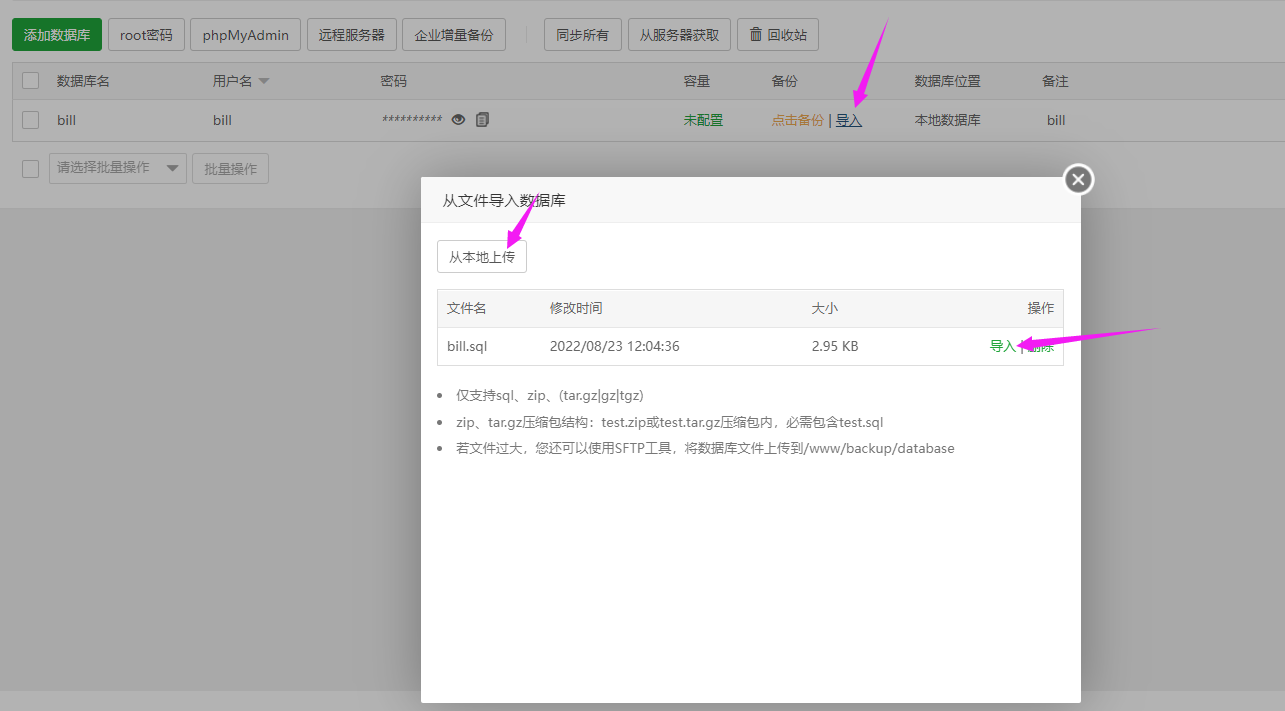 添加数据库 root密码 phpMyAdmin 远程服务器 企业增量备份 同步所有 从服务器获取 回收站
数据库名 用户名 密码 容量 备份 数据库位置 备注
bill bill ********** 未配置 点击备份 | 导入 本地数据库 bill
请选择批量操作 批量操作
从文件导入数据库
从本地上传
文件名 修改时间 大小 操作
bill.sql 2022/08/23 12:04:36 2.95 KB 导入 | 删除
仅支持sql、zip、(tar.gz|gz|tgz)
zip、tar.gz压缩包结构：test.zip或test.tar.gz压缩包内，必需包含test.sql
若文件过大，您还可以使用SFTP工具，将数据库文件上传到/www/backup/database